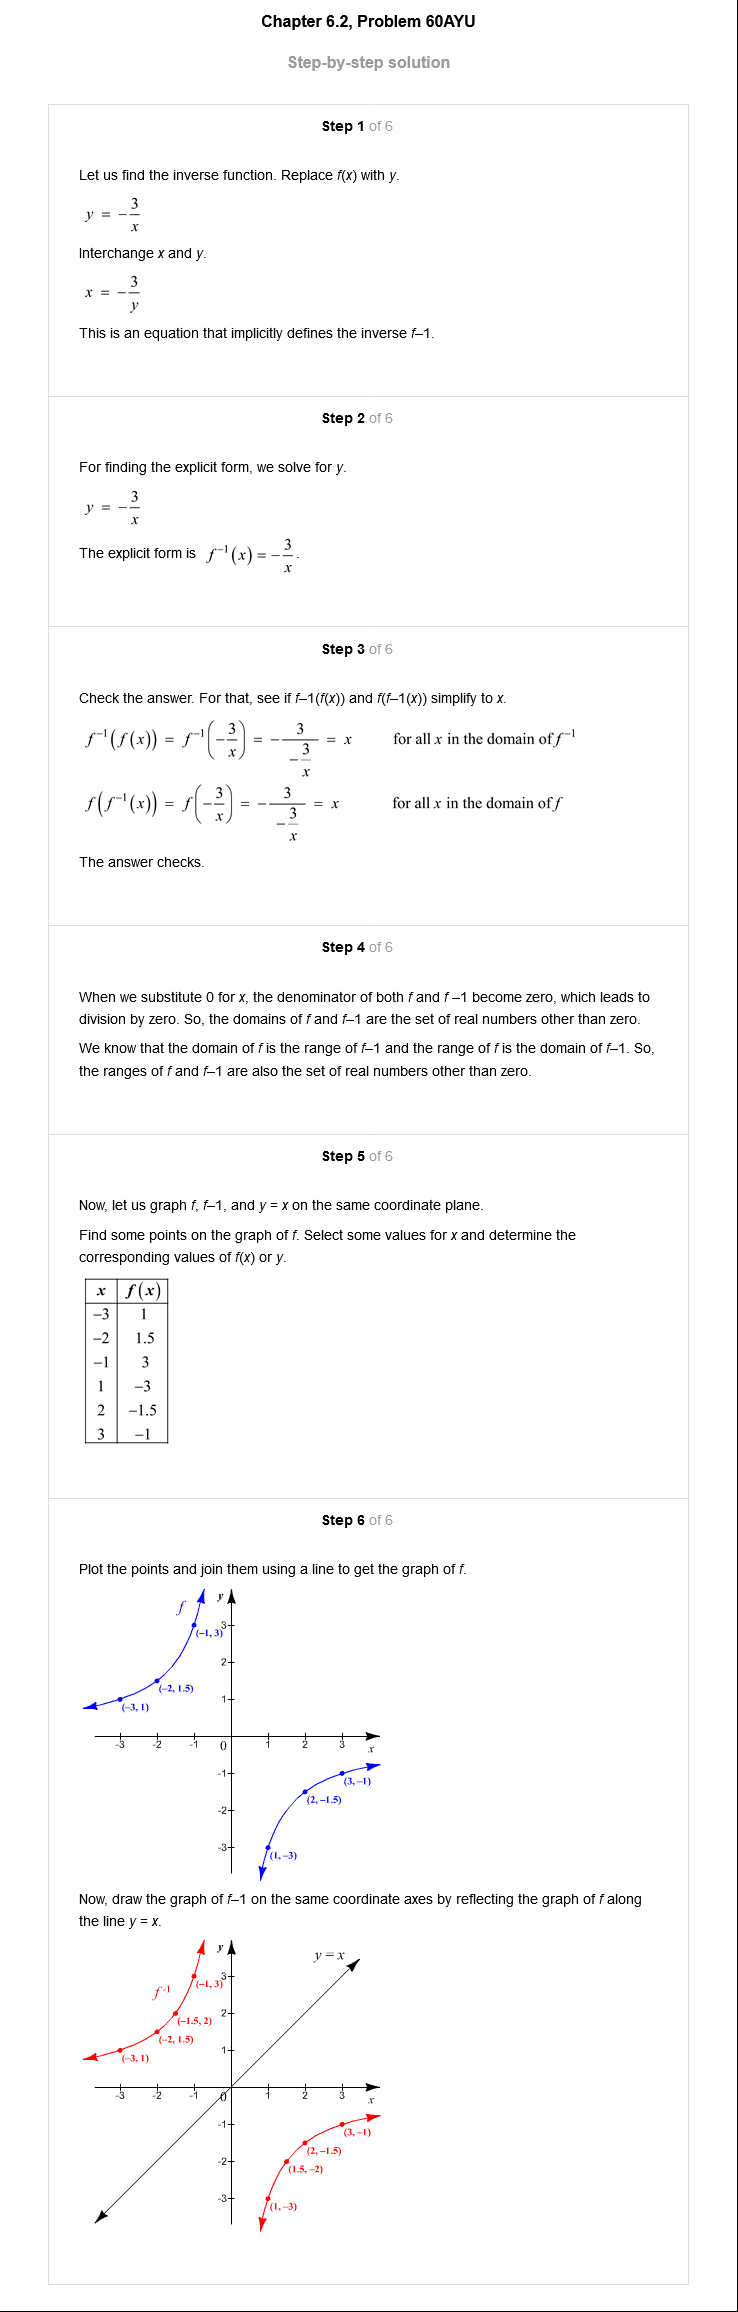 Chapter 6.2, Problem 60AYU
Step-by-step solution
Step 1 of 6
Let us find the inverse function. Replace f(x) with y.
y = −3/x
Interchange x and y.
x = −3/y
This is an equation that implicitly defines the inverse f–1.
Step 2 of 6
For finding the explicit form, we solve for y.
y = −3/x
The explicit form is f⁻¹(x) = −3/x.
Step 3 of 6
Check the answer. For that, see if f–1(f(x)) and f(f–1(x)) simplify to x.
f⁻¹(f(x)) = f⁻¹(−3/x) = −3/(−3/x) = x for all x in the domain of f⁻¹
f(f⁻¹(x)) = f(−3/x) = −3/(−3/x) = x for all x in the domain of f
The answer checks.
Step 4 of 6
When we substitute 0 for x, the denominator of both f and f –1 become zero, which leads to
division by zero. So, the domains of f and f–1 are the set of real numbers other than zero.
We know that the domain of f is the range of f–1 and the range of f is the domain of f–1. So,
the ranges of f and f–1 are also the set of real numbers other than zero.
Step 5 of 6
Now, let us graph f, f–1, and y = x on the same coordinate plane.
Find some points on the graph of f. Select some values for x and determine the
corresponding values of f(x) or y.
x f(x)
−3 1
−2 1.5
−1 3
1 −3
2 −1.5
3 −1
Step 6 of 6
Plot the points and join them using a line to get the graph of f.
f y
3
(−1, 3)
2
(−2, 1.5)
1
(−3, 1)
-3 -2 -1 0 1 2 3 x
-1
(3, −1)
(2, −1.5)
-2
-3
(1, −3)
Now, draw the graph of f–1 on the same coordinate axes by reflecting the graph of f along
the line y = x.
y
y = x
3
(−1, 3)
f⁻¹
2
(−1.5, 2)
(−2, 1.5)
1
(−3, 1)
-3 -2 -1 0 1 2 3 x
-1
(3, −1)
(2, −1.5)
-2
(1.5, −2)
-3
(1, −3)